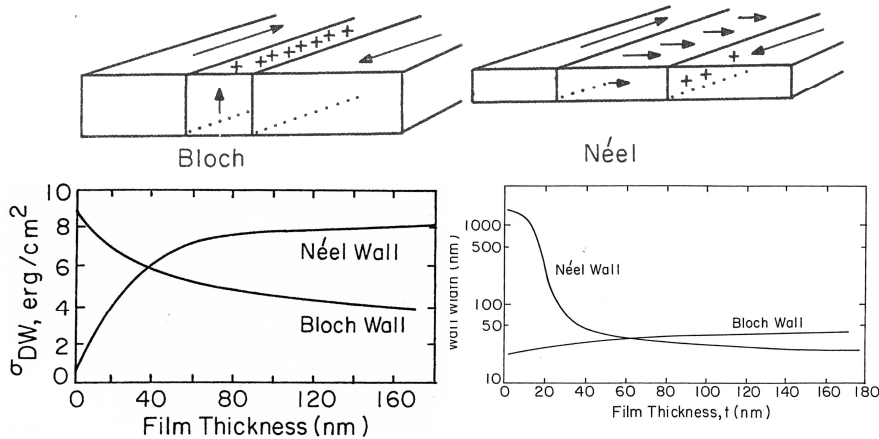 Bloch
Néel
10
8
6
4
2
0
σDW, erg/cm²
Néel Wall
Bloch Wall
0 40 80 120 160
Film Thickness (nm)
1000
500
100
50
10
Wall Width (nm)
Néel Wall
Bloch Wall
0 20 40 60 80 100 120 140 160 180
Film Thickness, t (nm)